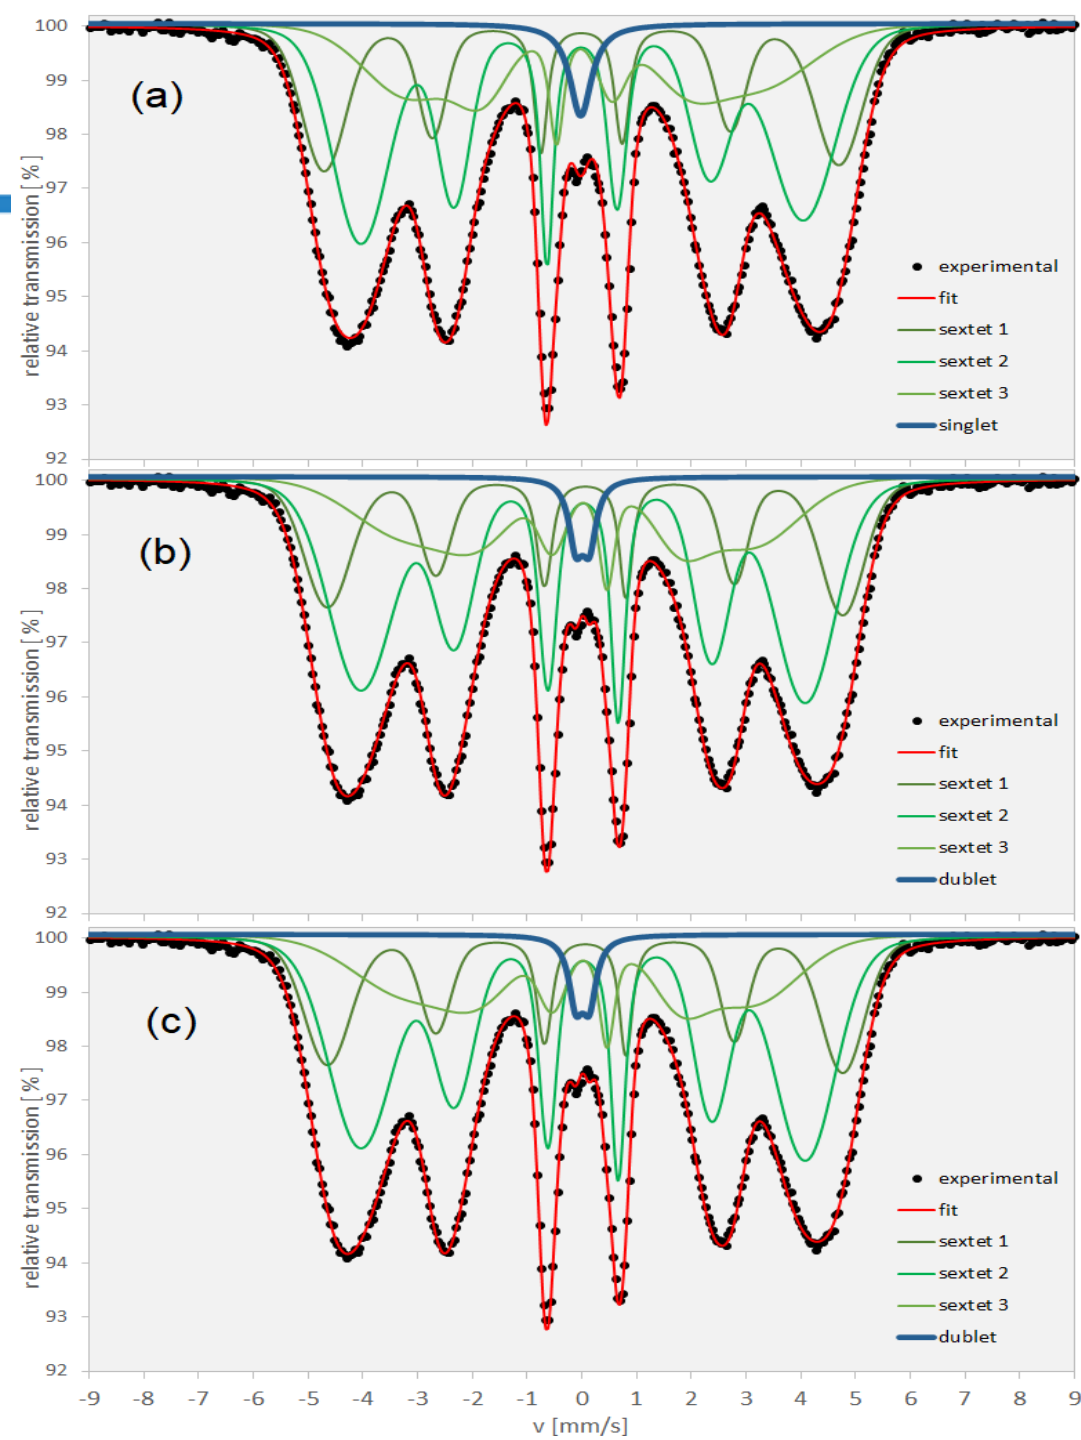 100
99
98
97
96
95
94
93
92
relative transmission [%]
(a)
experimental
fit
sextet 1
sextet 2
sextet 3
singlet
100
99
98
97
96
95
94
93
92
relative transmission [%]
(b)
experimental
fit
sextet 1
sextet 2
sextet 3
dublet
100
99
98
97
96
95
94
93
92
relative transmission [%]
(c)
experimental
fit
sextet 1
sextet 2
sextet 3
dublet
-9 -8 -7 -6 -5 -4 -3 -2 -1 0 1 2 3 4 5 6 7 8 9
v [mm/s]